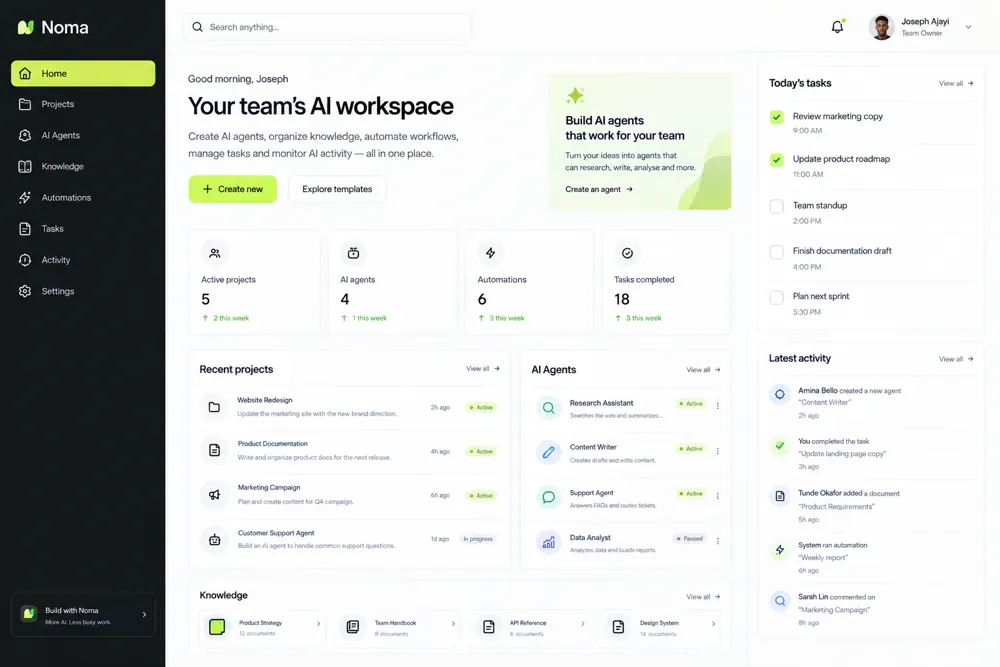 Noma
Home
Projects
AI Agents
Knowledge
Automations
Tasks
Activity
Settings
Build with Noma
More AI. Less busy work.
Search anything...
Joseph Ajayi
Team Owner
Good morning, Joseph
Your team's AI workspace
Create AI agents, organize knowledge, automate workflows,
manage tasks and monitor AI activity — all in one place.
Create new
Explore templates
Build AI agents
that work for your team
Turn your ideas into agents that
can research, write, analyse and more.
Create an agent →
Active projects
5
↑ 2 this week
AI agents
4
↑ 1 this week
Automations
6
↑ 3 this week
Tasks completed
18
↑ 5 this week
Recent projects
View all →
Website Redesign
Update the marketing site with the new brand direction.
2h ago
Active
Product Documentation
Write and organize product docs for the next release.
4h ago
Active
Marketing Campaign
Plan and create content for Q4 campaign.
6h ago
Active
Customer Support Agent
Build an AI agent to handle common support questions.
1d ago
In progress
AI Agents
View all →
Research Assistant
Searches the web and summarizes...
Active
Content Writer
Creates drafts and edits content.
Active
Support Agent
Answers FAQs and routes tickets.
Active
Data Analyst
Analyzes data and builds reports.
Paused
Knowledge
View all →
Product Strategy
12 documents
Team Handbook
8 documents
API Reference
6 documents
Design System
14 documents
Today's tasks
View all →
Review marketing copy
9:00 AM
Update product roadmap
11:00 AM
Team standup
2:00 PM
Finish documentation draft
4:00 PM
Plan next sprint
5:30 PM
Latest activity
View all →
Amina Bello created a new agent
"Content Writer"
2h ago
You completed the task
"Update landing page copy"
3h ago
Tunde Okafor added a document
"Product Requirements"
5h ago
System ran automation
"Weekly report"
6h ago
Sarah Lin commented on
"Marketing Campaign"
8h ago